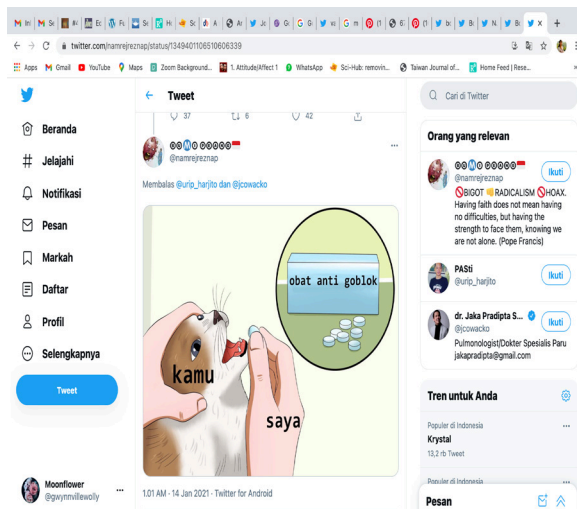 twitter.com/namrejreznap/status/1349401106510606339
Apps
Gmail
YouTube
Maps
Zoom Background...
1. Attitude/Affect 1
WhatsApp
Sci-Hub: removin...
Taiwan Journal of...
Home Feed | Rese...
Beranda
Jelajahi
Notifikasi
Pesan
Markah
Daftar
Profil
Selengkapnya
Tweet
Moonflower
@gwynnvillewolly
Tweet
37
6
42
@namrejreznap
Membalas @urip_harjito dan @jcowacko
obat anti goblok
kamu
saya
1.01 AM · 14 Jan 2021 · Twitter for Android
Cari di Twitter
Orang yang relevan
@namrejreznap
Ikuti
BIGOT RADICALISM HOAX.
Having faith does not mean having
no difficulties, but having the
strength to face them, knowing we
are not alone. (Pope Francis)
PASti
@urip_harjito
Ikuti
dr. Jaka Pradipta S...
@jcowacko
Ikuti
Pulmonologist/Dokter Spesialis Paru
jakapradipta@gmail.com
Tren untuk Anda
Populer di Indonesia
Krystal
13,2 rb Tweet
Populer di Indonesia
Pesan